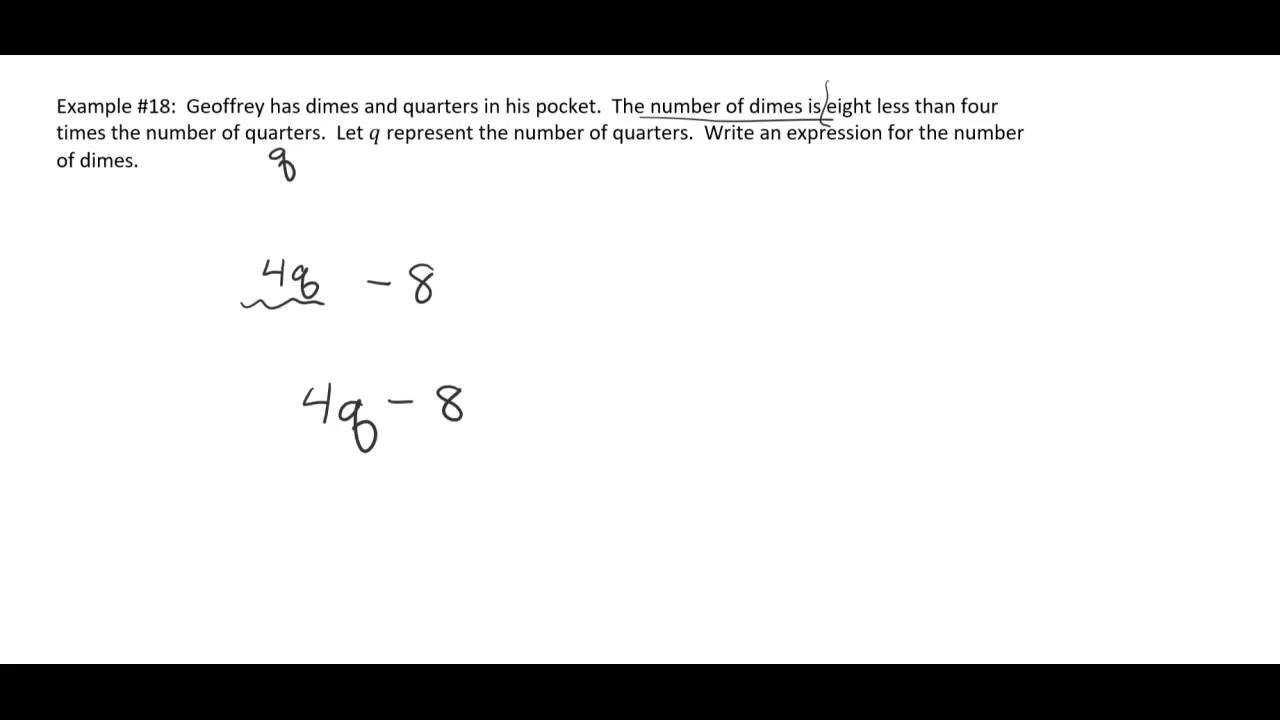 Example #18: Geoffrey has dimes and quarters in his pocket. The number of dimes is eight less than four
times the number of quarters. Let q represent the number of quarters. Write an expression for the number
of dimes.
q
4q - 8
4q - 8